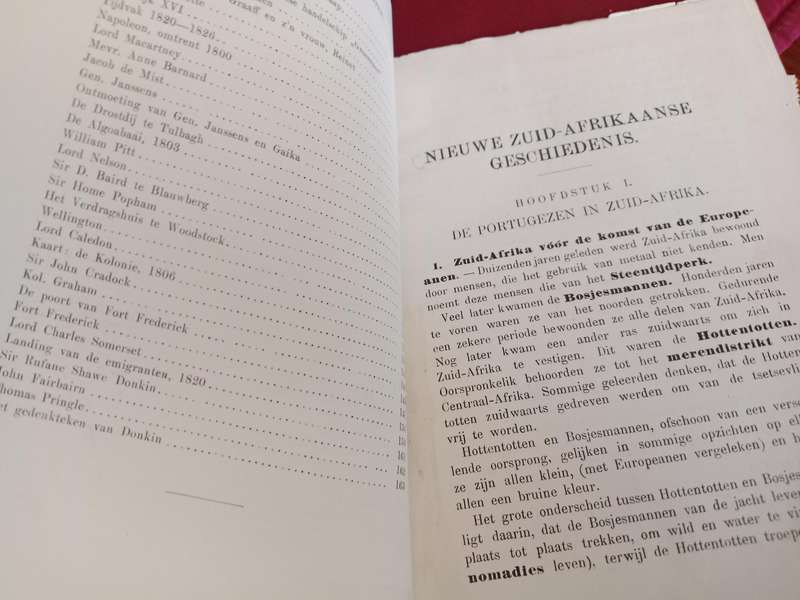 XVI
Graaff en z'n vrouw, Reinet
Tijdvak 1820–1826
Napoleon, omtrent 1800
Lord Macartney
Mevr. Anne Barnard
Jacob de Mist
Gen. Janssens
Ontmoeting van Gen. Janssens en Gaika
De Drostdij te Tulbagh
De Algoabaai, 1803
William Pitt
Lord Nelson
Sir D. Baird te Blauwberg
Sir Home Popham
Het Verdragshuis te Woodstock
Wellington
Lord Caledon
Kaart: de Kolonie, 1806
Sir John Cradock
Kol. Graham
De poort van Fort Frederick
Fort Frederick
Lord Charles Somerset
Landing van de emigranten, 1820
Sir Rufane Shawe Donkin
John Fairbairn
Thomas Pringle
gedenkteken van Donkin 163
NIEUWE ZUID-AFRIKAANSE
GESCHIEDENIS.
HOOFDSTUK I.
DE PORTUGEZEN IN ZUID-AFRIKA.
1. Zuid-Afrika vóór de komst van de Europe-
anen. — Duizenden jaren geleden werd Zuid-Afrika bewoond
door mensen, die het gebruik van metaal niet kenden. Men
noemt deze mensen die van het Steentijdperk.
Veel later kwamen de Bosjesmannen. Honderden jaren
te voren waren ze van het noorden getrokken. Gedurende
een zekere periode bewoonden ze alle delen van Zuid-Afrika.
Nog later kwam een ander ras zuidwaarts om zich in
Zuid-Afrika te vestigen. Dit waren de Hottentotten.
Oorspronkelik behoorden ze tot het merendistrikt van
Centraal-Afrika. Sommige geleerden denken, dat de Hotten-
totten zuidwaarts gedreven werden om van de tsetsevli
vrij te worden.
Hottentotten en Bosjesmannen, ofschoon van een versc
lende oorsprong, gelijken in sommige opzichten op el
ze zijn allen klein, (met Europeanen vergeleken) en h
allen een bruine kleur.
Het grote onderscheid tussen Hottentotten en Bosjesm
ligt daarin, dat de Bosjesmannen van de jacht leve
plaats tot plaats trekken, om wild en water te vi
nomadies leven), terwijl de Hottentotten troepe